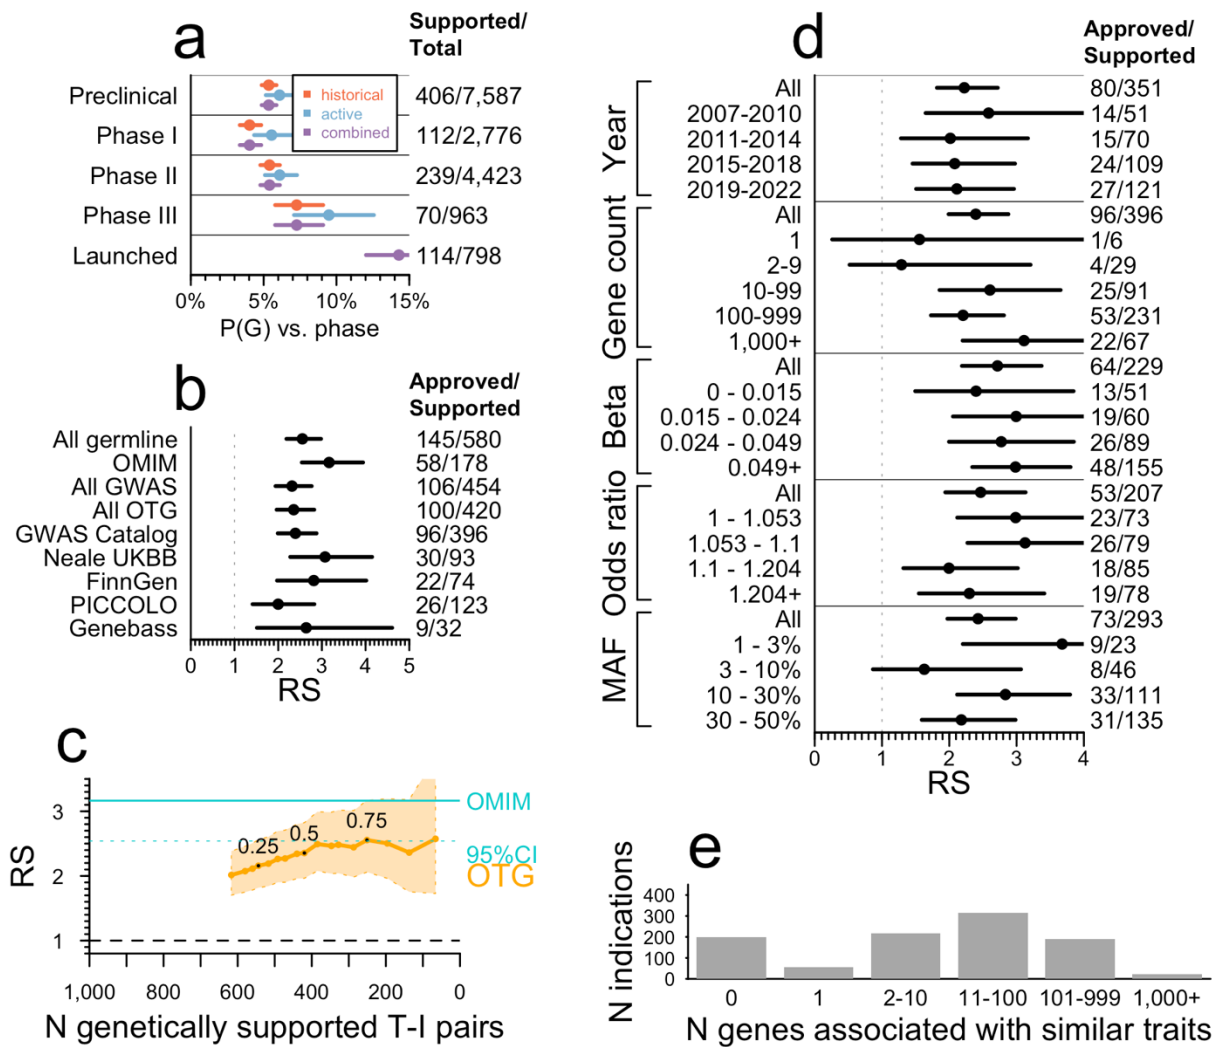 a
Supported/
Total
historical
active
combined
Preclinical 406/7,587
Phase I 112/2,776
Phase II 239/4,423
Phase III 70/963
Launched 114/798
0% 5% 10% 15%
P(G) vs. phase
b
Approved/
Supported
All germline 145/580
OMIM 58/178
All GWAS 106/454
All OTG 100/420
GWAS Catalog 96/396
Neale UKBB 30/93
FinnGen 22/74
PICCOLO 26/123
Genebass 9/32
0 1 2 3 4 5
RS
c
RS
3
2
1
OMIM
95%CI
OTG
0.25
0.5
0.75
1,000 800 600 400 200 0
N genetically supported T-I pairs
d
Approved/
Supported
Year
All 80/351
2007-2010 14/51
2011-2014 15/70
2015-2018 24/109
2019-2022 27/121
Gene count
All 96/396
1 1/6
2-9 4/29
10-99 25/91
100-999 53/231
1,000+ 22/67
Beta
All 64/229
0 - 0.015 13/51
0.015 - 0.024 19/60
0.024 - 0.049 26/89
0.049+ 48/155
Odds ratio
All 53/207
1 - 1.053 23/73
1.053 - 1.1 26/79
1.1 - 1.204 18/85
1.204+ 19/78
MAF
All 73/293
1 - 3% 9/23
3 - 10% 8/46
10 - 30% 33/111
30 - 50% 31/135
0 1 2 3 4
RS
e
N indications
400
300
200
100
0
0 1 2-10 11-100 101-999 1,000+
N genes associated with similar traits